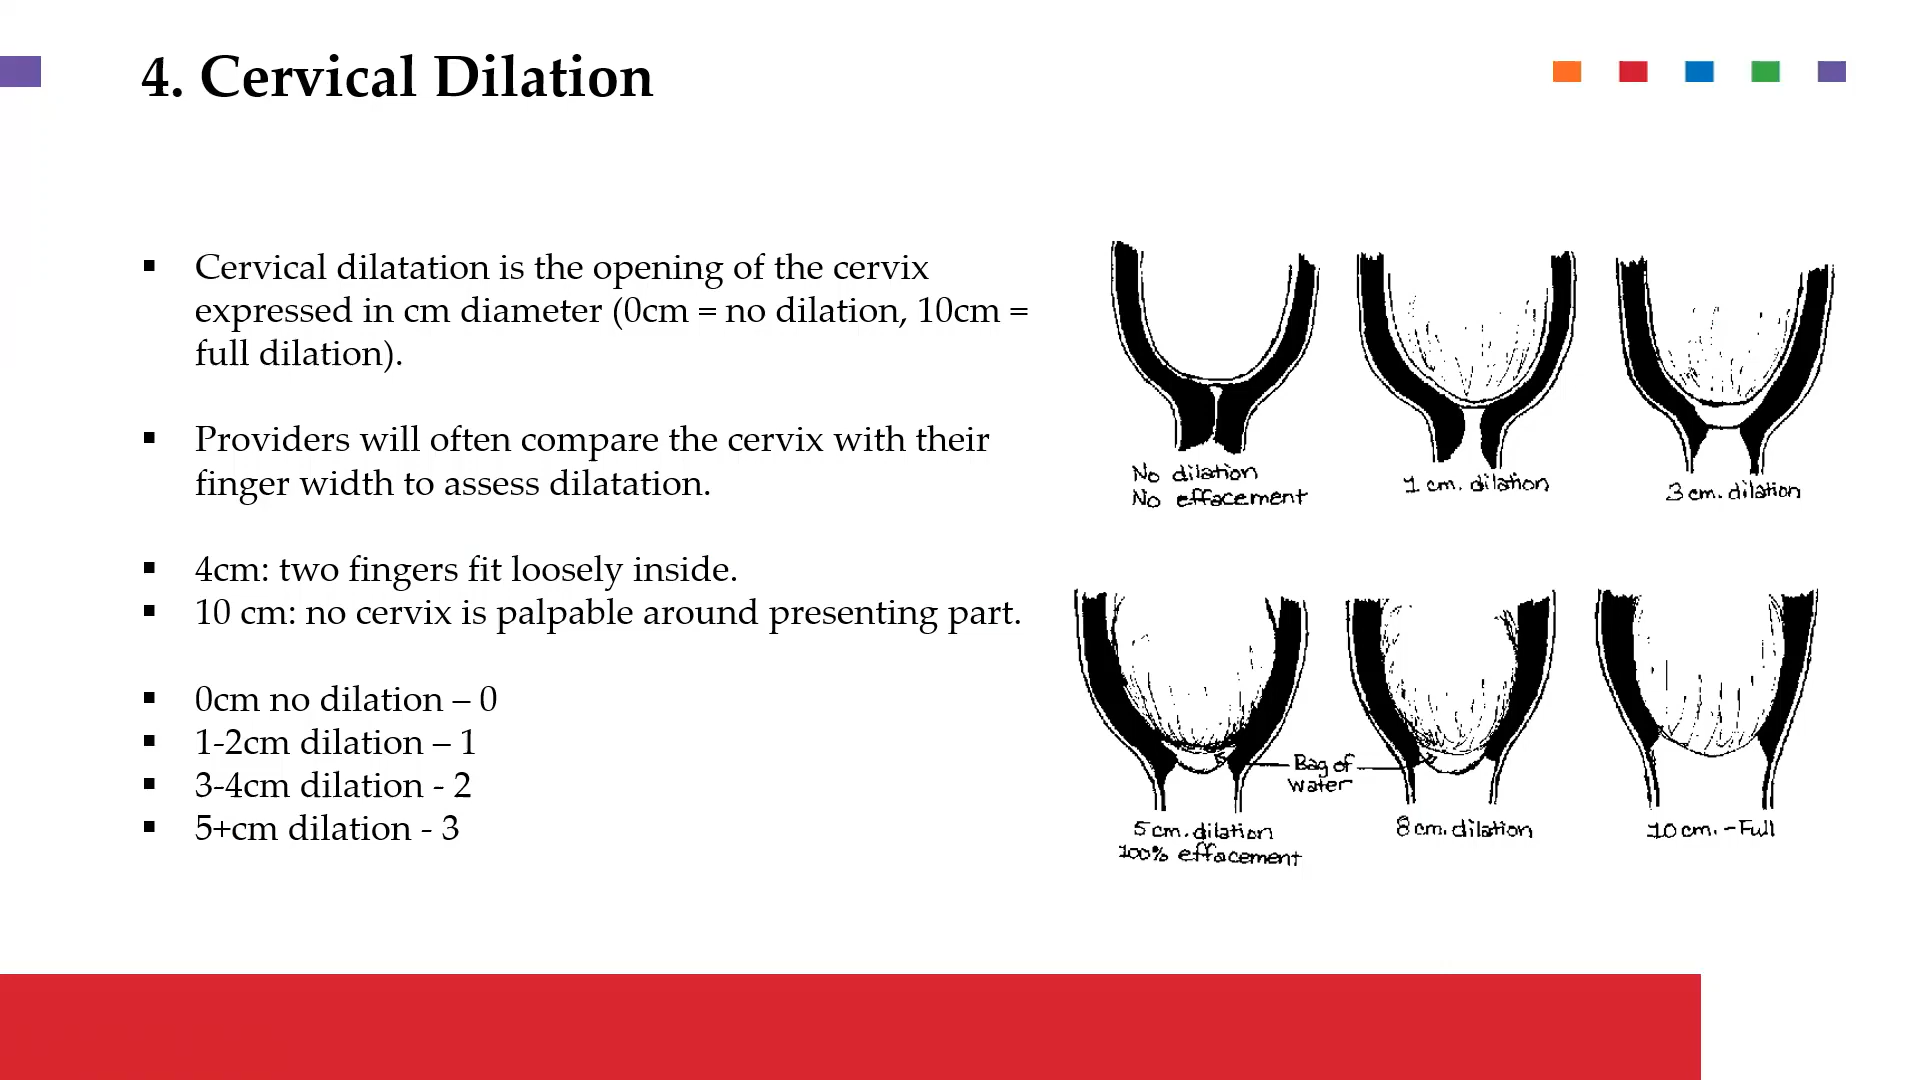 4. Cervical Dilation
▪ Cervical dilatation is the opening of the cervix
expressed in cm diameter (0cm = no dilation, 10cm =
full dilation).
▪ Providers will often compare the cervix with their
finger width to assess dilatation.
▪ 4cm: two fingers fit loosely inside.
▪ 10 cm: no cervix is palpable around presenting part.
▪ 0cm no dilation – 0
▪ 1-2cm dilation – 1
▪ 3-4cm dilation - 2
▪ 5+cm dilation - 3
No dilation
No effacement
1 cm. dilation
3 cm. dilation
Bag of
water
5 cm. dilation
100% effacement
8 cm. dilation
10 cm. - Full